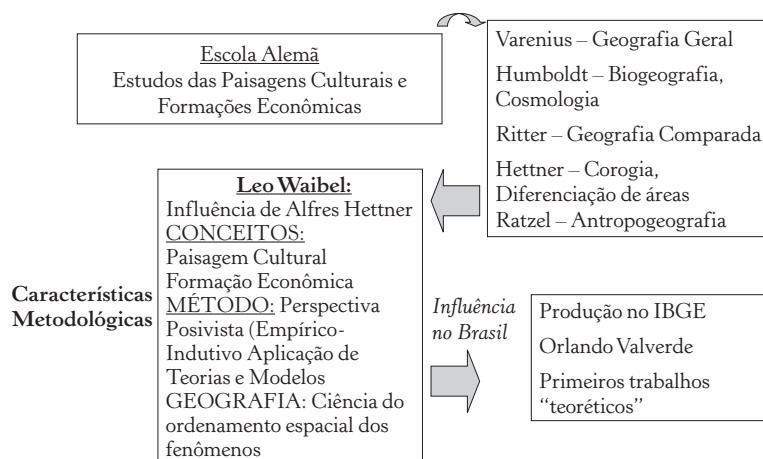 Escola Alemã
Estudos das Paisagens Culturais e
Formações Econômicas
Varenius – Geografia Geral
Humboldt – Biogeografia,
Cosmologia
Ritter – Geografia Comparada
Hettner – Corogia,
Diferenciação de áreas
Ratzel – Antropogeografia
Características
Metodológicas
Leo Waibel:
Influência de Alfres Hettner
CONCEITOS:
Paisagem Cultural
Formação Econômica
MÉTODO: Perspectiva
Posivista (Empírico-
Indutivo Aplicação de
Teorias e Modelos
GEOGRAFIA: Ciência do
ordenamento espacial dos
fenômenos
Influência
no Brasil
Produção no IBGE
Orlando Valverde
Primeiros trabalhos
“teoréticos”